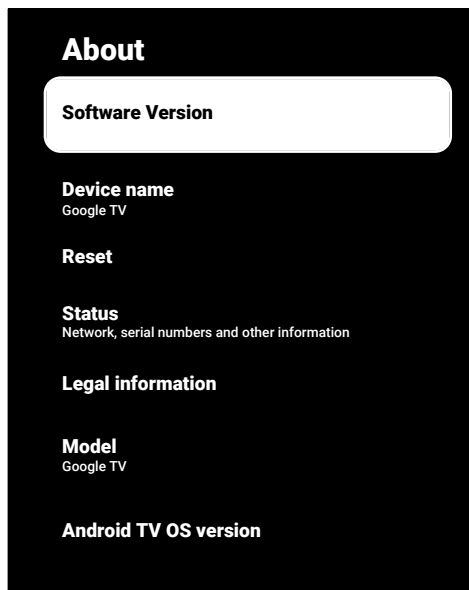 About
Software Version
Device name
Google TV
Reset
Status
Network, serial numbers and other information
Legal information
Model
Google TV
Android TV OS version